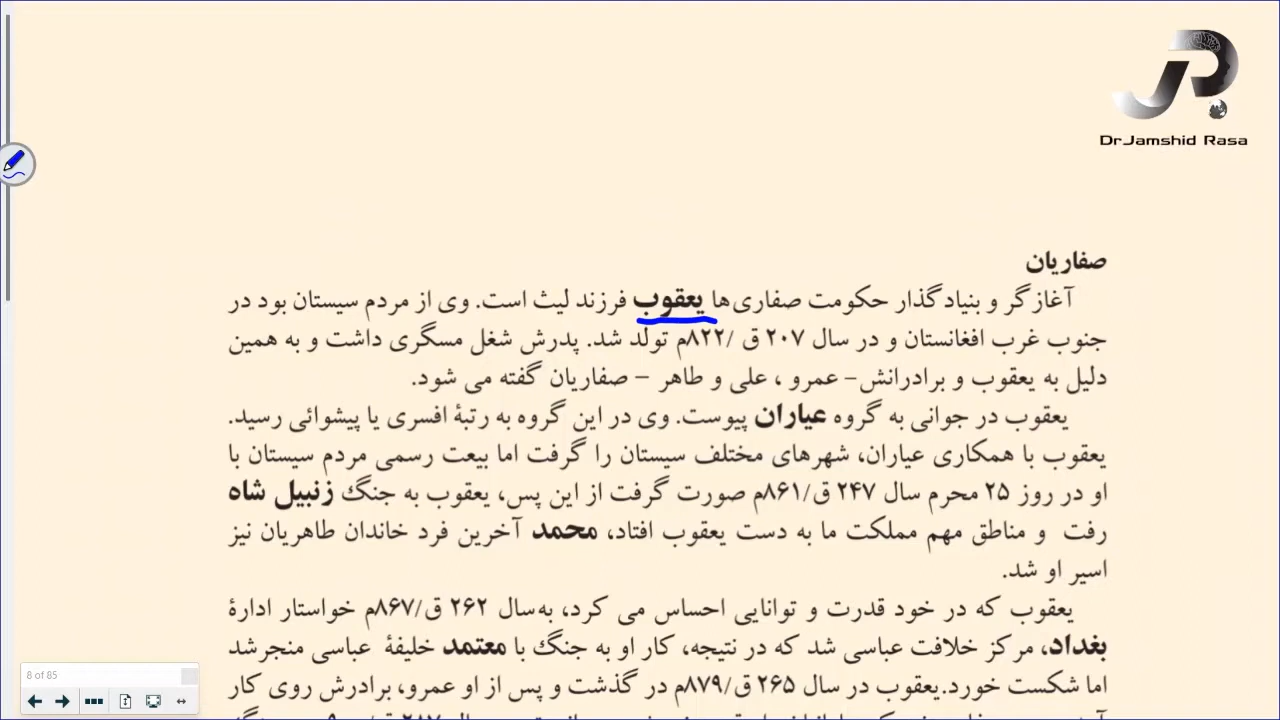 DrJamshid Rasa
صفاریان
آغازگر و بنیادگذار حکومت صفاری‌ها یعقوب فرزند لیث است. وی از مردم سیستان بود در
جنوب غرب افغانستان و در سال ۲۰۷ ق /۸۲۲م تولد شد. پدرش شغل مسگری داشت و به همین
دلیل به یعقوب و برادرانش– عمرو ، علی و طاهر – صفاریان گفته می شود.
یعقوب در جوانی به گروه عیاران پیوست. وی در این گروه به رتبۀ افسری یا پیشوائی رسید.
یعقوب با همکاری عیاران، شهرهای مختلف سیستان را گرفت اما بیعت رسمی مردم سیستان با
او در روز ۲۵ محرم سال ۲۴۷ ق/۸۶۱م صورت گرفت از این پس، یعقوب به جنگ زنبیل شاه
رفت و مناطق مهم مملکت ما به دست یعقوب افتاد، محمد آخرین فرد خاندان طاهریان نیز
اسیر او شد.
یعقوب که در خود قدرت و توانایی احساس می کرد، به‌سال ۲۶۲ ق/۸۶۷م خواستار ادارۀ
بغداد، مرکز خلافت عباسی شد که در نتیجه، کار او به جنگ با معتمد خلیفۀ عباسی منجرشد
اما شکست خورد.یعقوب در سال ۲۶۵ ق/۸۷۹م در گذشت و پس از او عمرو، برادرش روی کار
8 of 85